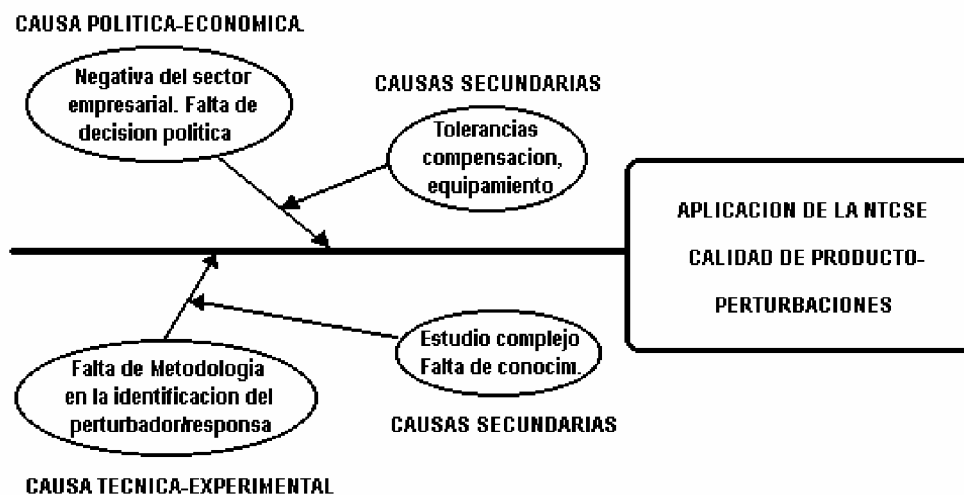 CAUSA POLITICA-ECONOMICA.
Negativa del sector
empresarial. Falta de
decision politica
CAUSAS SECUNDARIAS
Tolerancias
compensacion,
equipamiento
APLICACION DE LA NTCSE
CALIDAD DE PRODUCTO-
PERTURBACIONES
Falta de Metodologia
en la identificacion del
perturbador/responsa
Estudio complejo
Falta de conocim.
CAUSAS SECUNDARIAS
CAUSA TECNICA-EXPERIMENTAL